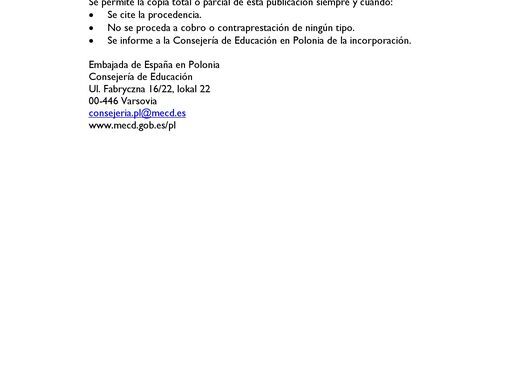 Se permite la copia total o parcial de esta publicación siempre y cuando:
• Se cite la procedencia.
• No se proceda a cobro o contraprestación de ningún tipo.
• Se informe a la Consejería de Educación en Polonia de la incorporación.
Embajada de España en Polonia
Consejería de Educación
Ul. Fabryczna 16/22, lokal 22
00-446 Varsovia
consejeria.pl@mecd.es
www.mecd.gob.es/pl